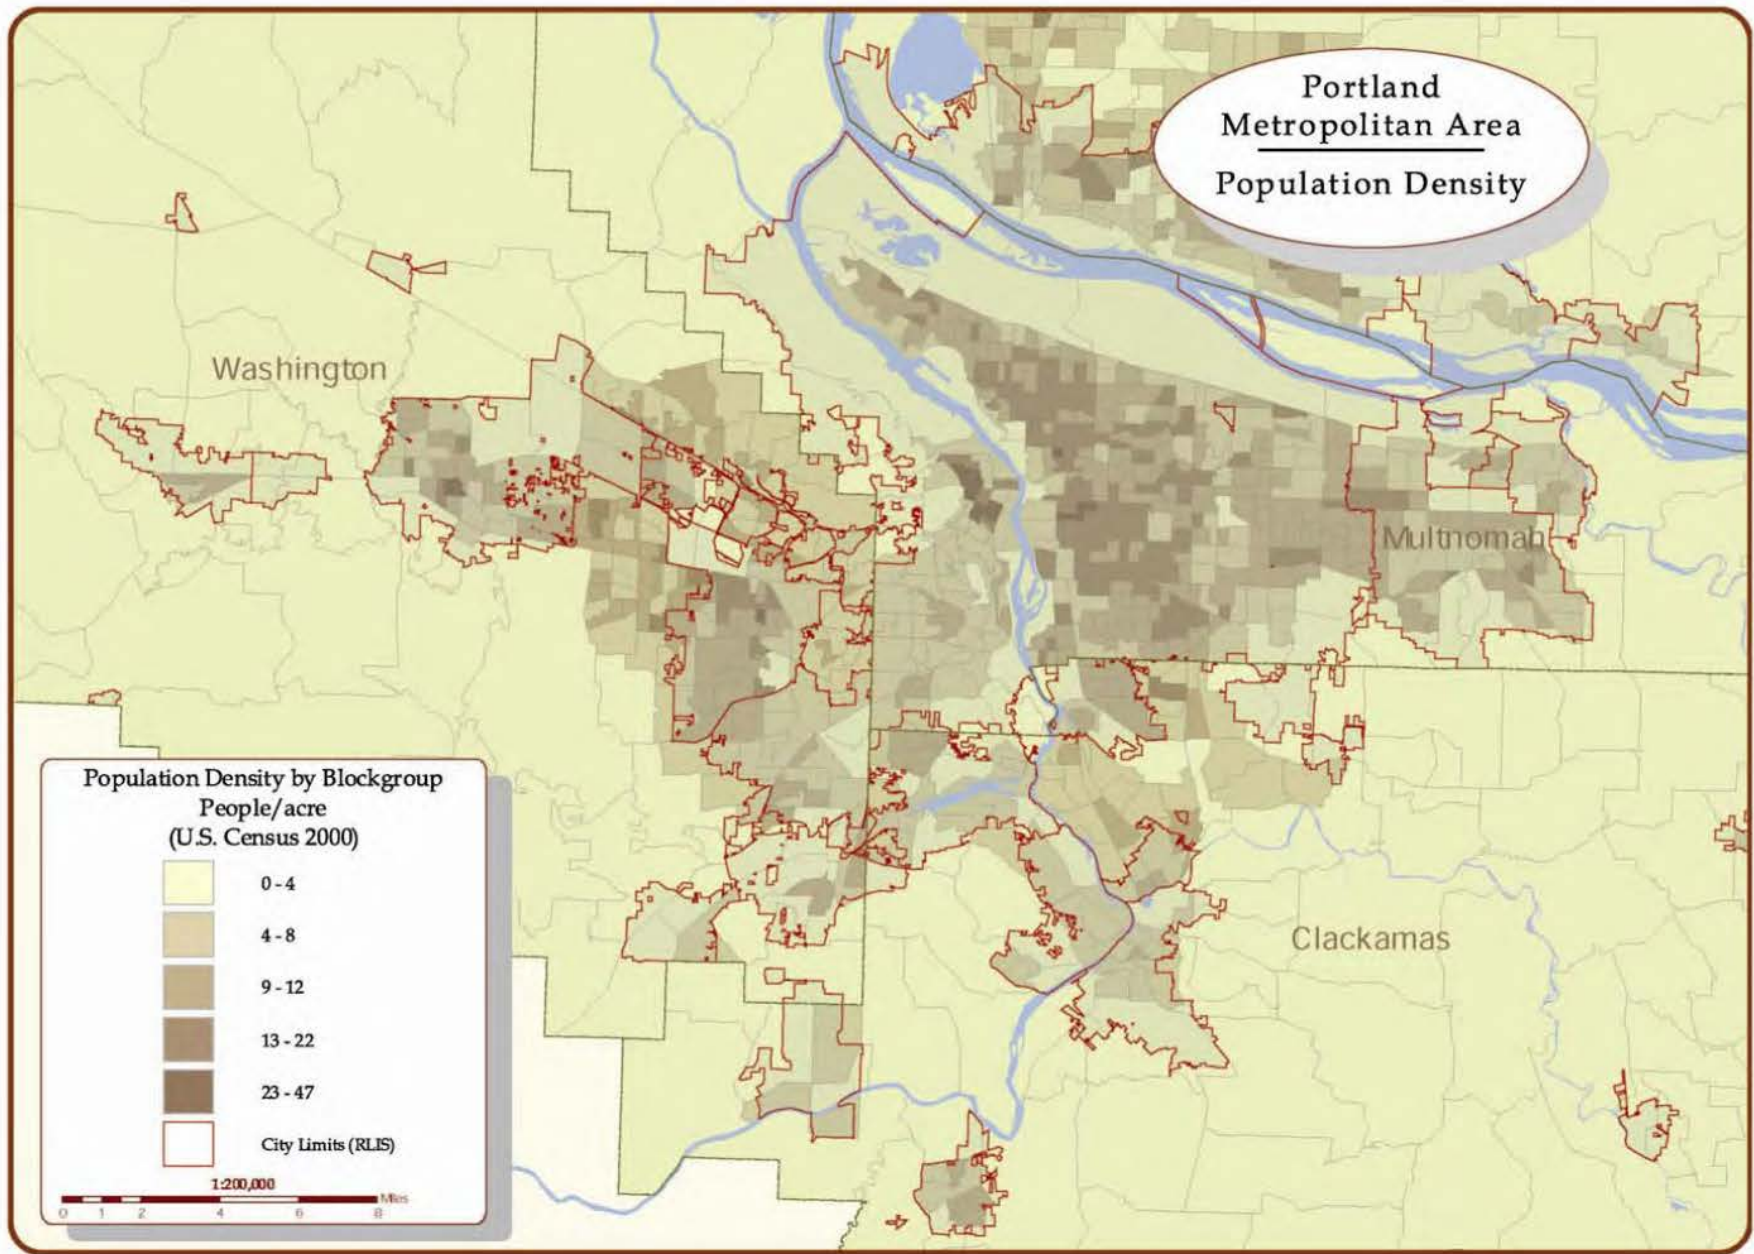 Portland
Metropolitan Area
Population Density
Washington
Multnomah
Clackamas
Population Density by Blockgroup
People/acre
(U.S. Census 2000)
0 - 4
4 - 8
9 - 12
13 - 22
23 - 47
City Limits (RLIS)
1:200,000
Miles
0 1 2 4 6 8